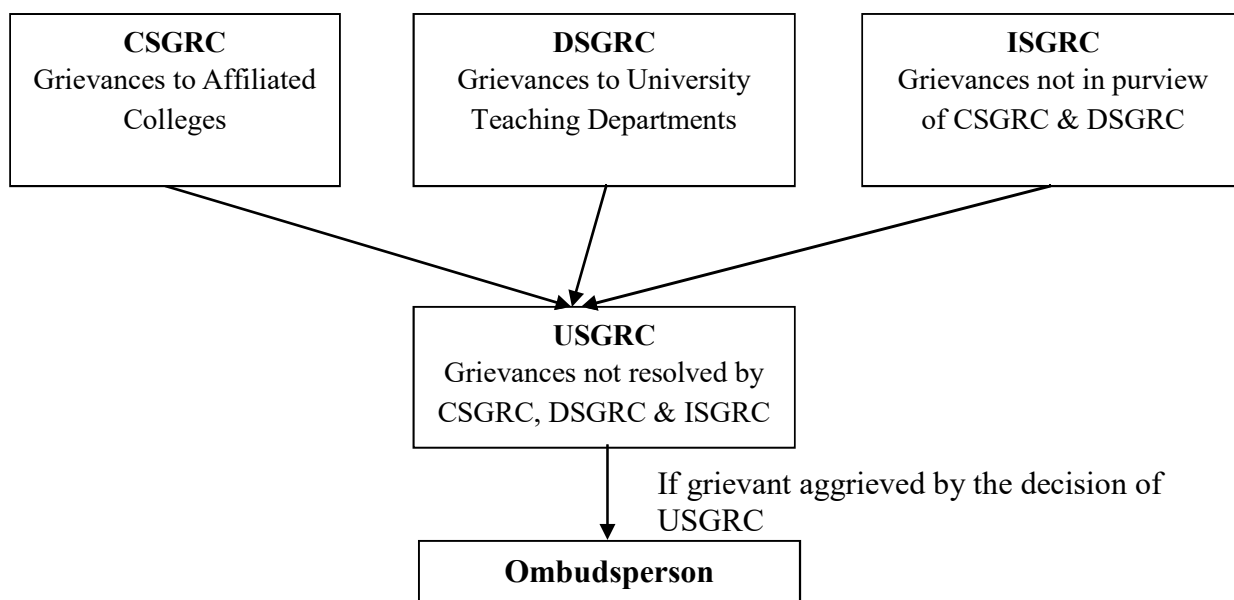 CSGRC
Grievances to Affiliated
Colleges
DSGRC
Grievances to University
Teaching Departments
ISGRC
Grievances not in purview
of CSGRC & DSGRC
USGRC
Grievances not resolved by
CSGRC, DSGRC & ISGRC
If grievant aggrieved by the decision of
USGRC
Ombudsperson